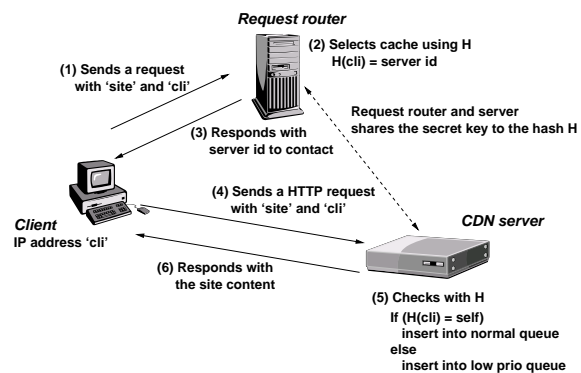 Request router
(2) Selects cache using H
H(cli) = server id
(1) Sends a request
with 'site' and 'cli'
Request router and server
shares the secret key to the hash H
(3) Responds with
server id to contact
(4) Sends a HTTP request
with 'site' and 'cli'
Client
IP address 'cli'
CDN server
(6) Responds with
the site content
(5) Checks with H
If (H(cli) = self)
insert into normal queue
else
insert into low prio queue